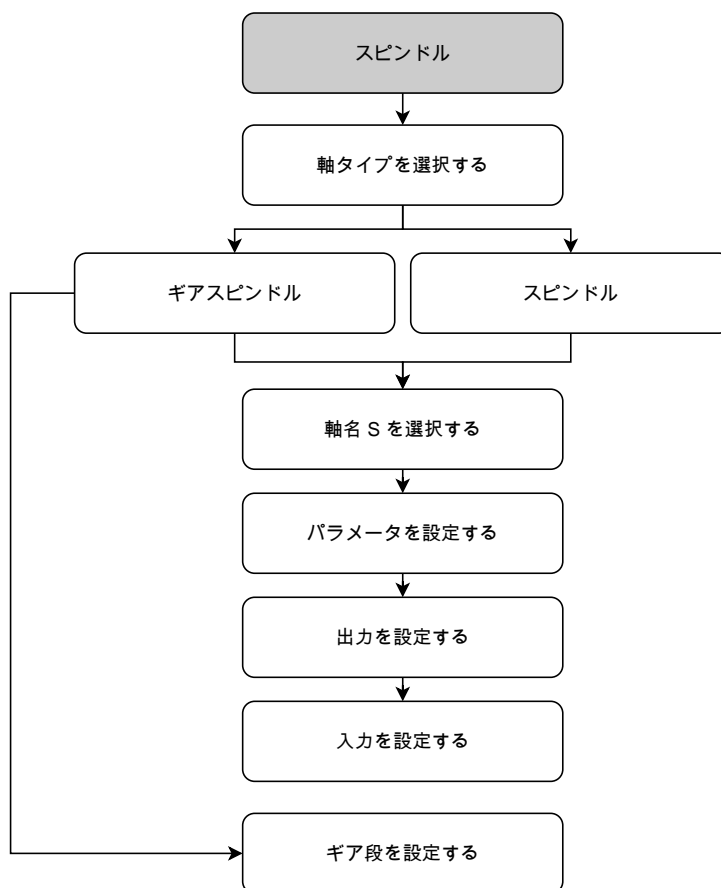 スピンドル
軸タイプを選択する
ギアスピンドル
スピンドル
軸名 S を選択する
パラメータを設定する
出力を設定する
入力を設定する
ギア段を設定する